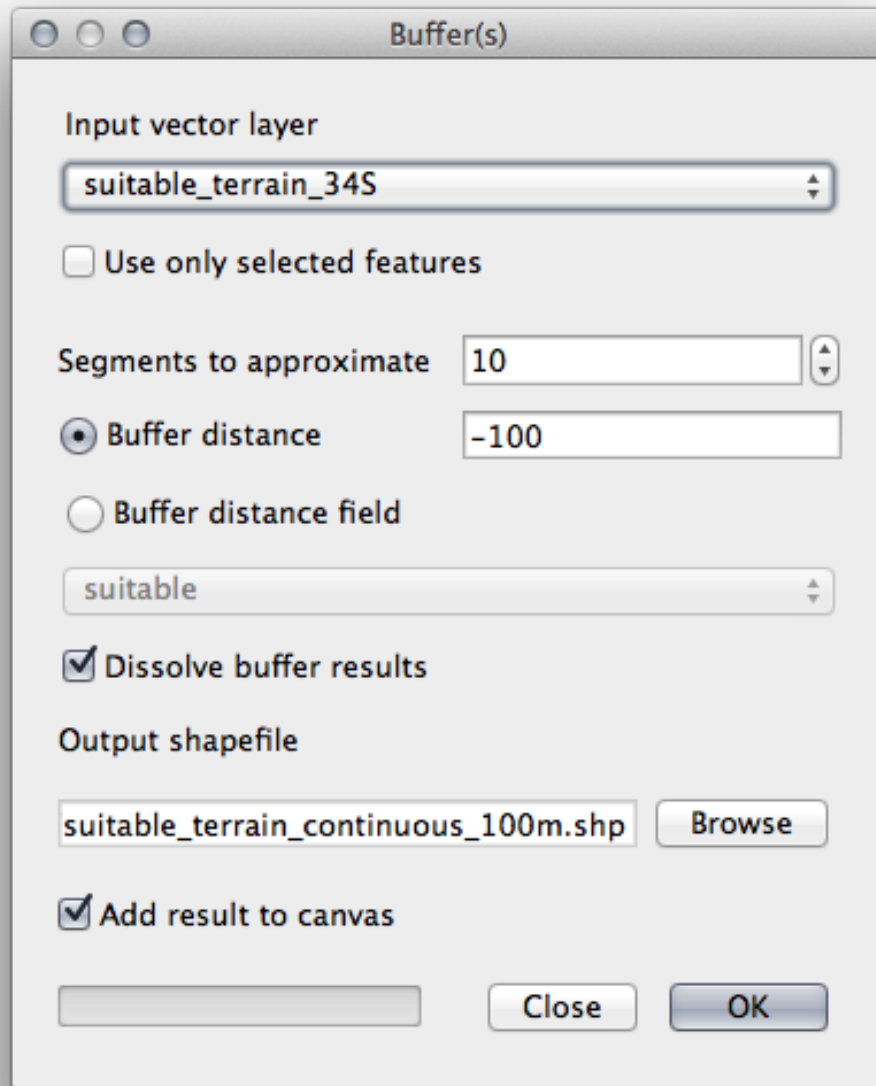 Buffer(s)
Input vector layer
suitable_terrain_34S
Use only selected features
Segments to approximate 10
Buffer distance -100
Buffer distance field
suitable
Dissolve buffer results
Output shapefile
suitable_terrain_continuous_100m.shp Browse
Add result to canvas
Close OK